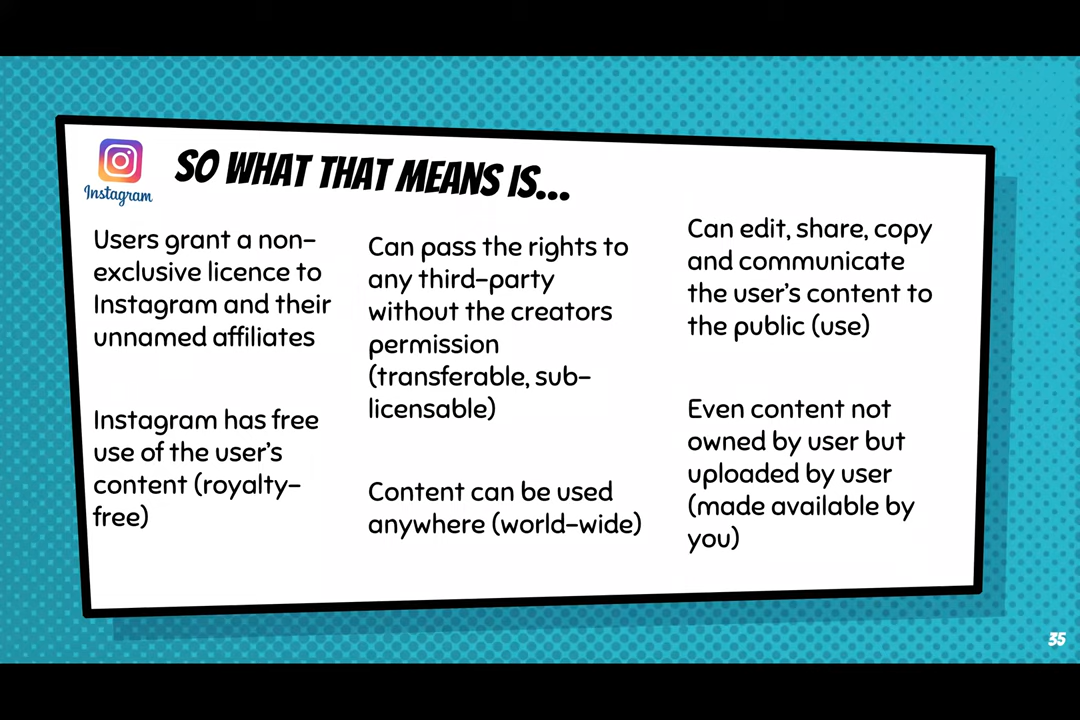 Instagram
SO WHAT THAT MEANS IS...
Users grant a non-
exclusive licence to
Instagram and their
unnamed affiliates
Instagram has free
use of the user's
content (royalty-
free)
Can pass the rights to
any third-party
without the creators
permission
(transferable, sub-
licensable)
Content can be used
anywhere (world-wide)
Can edit, share, copy
and communicate
the user's content to
the public (use)
Even content not
owned by user but
uploaded by user
(made available by
you)
35